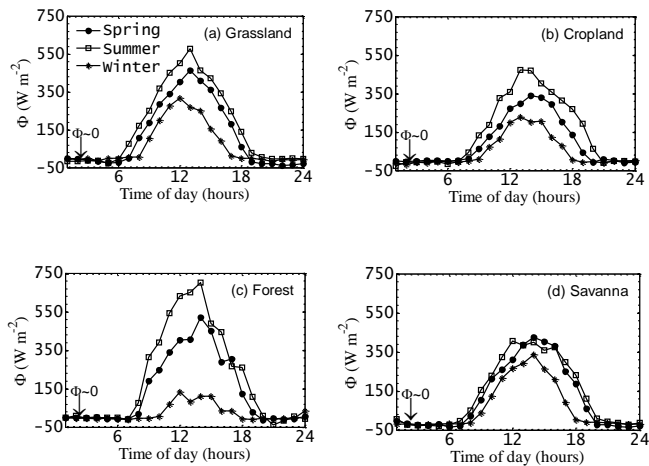 750
550
350
150
−50
Φ (W m⁻²)
Spring
Summer
Winter
(a) Grassland
Φ~0
6
12
18
24
Time of day (hours)
750
550
350
150
−50
Φ (W m⁻²)
(b) Cropland
Φ~0
6
12
18
24
Time of day (hours)
750
550
350
150
−50
Φ (W m⁻²)
(c) Forest
Φ~0
6
12
18
24
Time of day (hours)
750
550
350
150
−50
Φ (W m⁻²)
(d) Savanna
Φ~0
6
12
18
24
Time of day (hours)